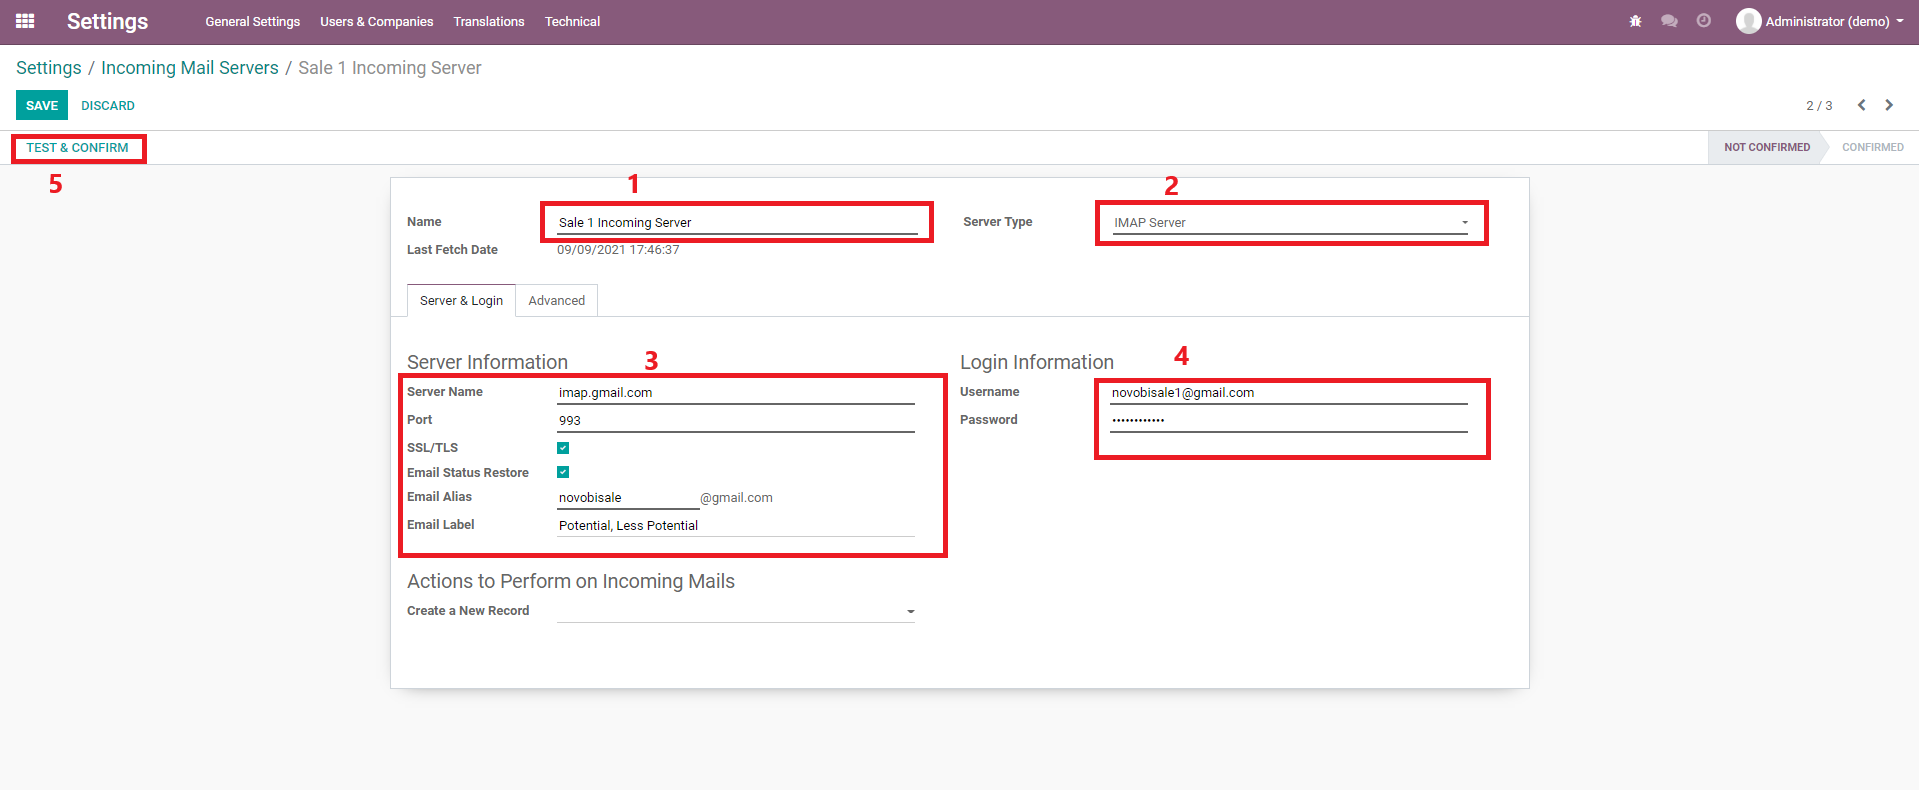 Settings General Settings Users & Companies Translations Technical Administrator (demo)
Settings / Incoming Mail Servers / Sale 1 Incoming Server
SAVE DISCARD 2 / 3
TEST & CONFIRM NOT CONFIRMED CONFIRMED
5 1 2
Name Sale 1 Incoming Server Server Type IMAP Server
Last Fetch Date 09/09/2021 17:46:37
Server & Login Advanced
Server Information 3 Login Information 4
Server Name imap.gmail.com Username novobisale1@gmail.com
Port 993 Password ••••••••••••
SSL/TLS
Email Status Restore
Email Alias novobisale @gmail.com
Email Label Potential, Less Potential
Actions to Perform on Incoming Mails
Create a New Record